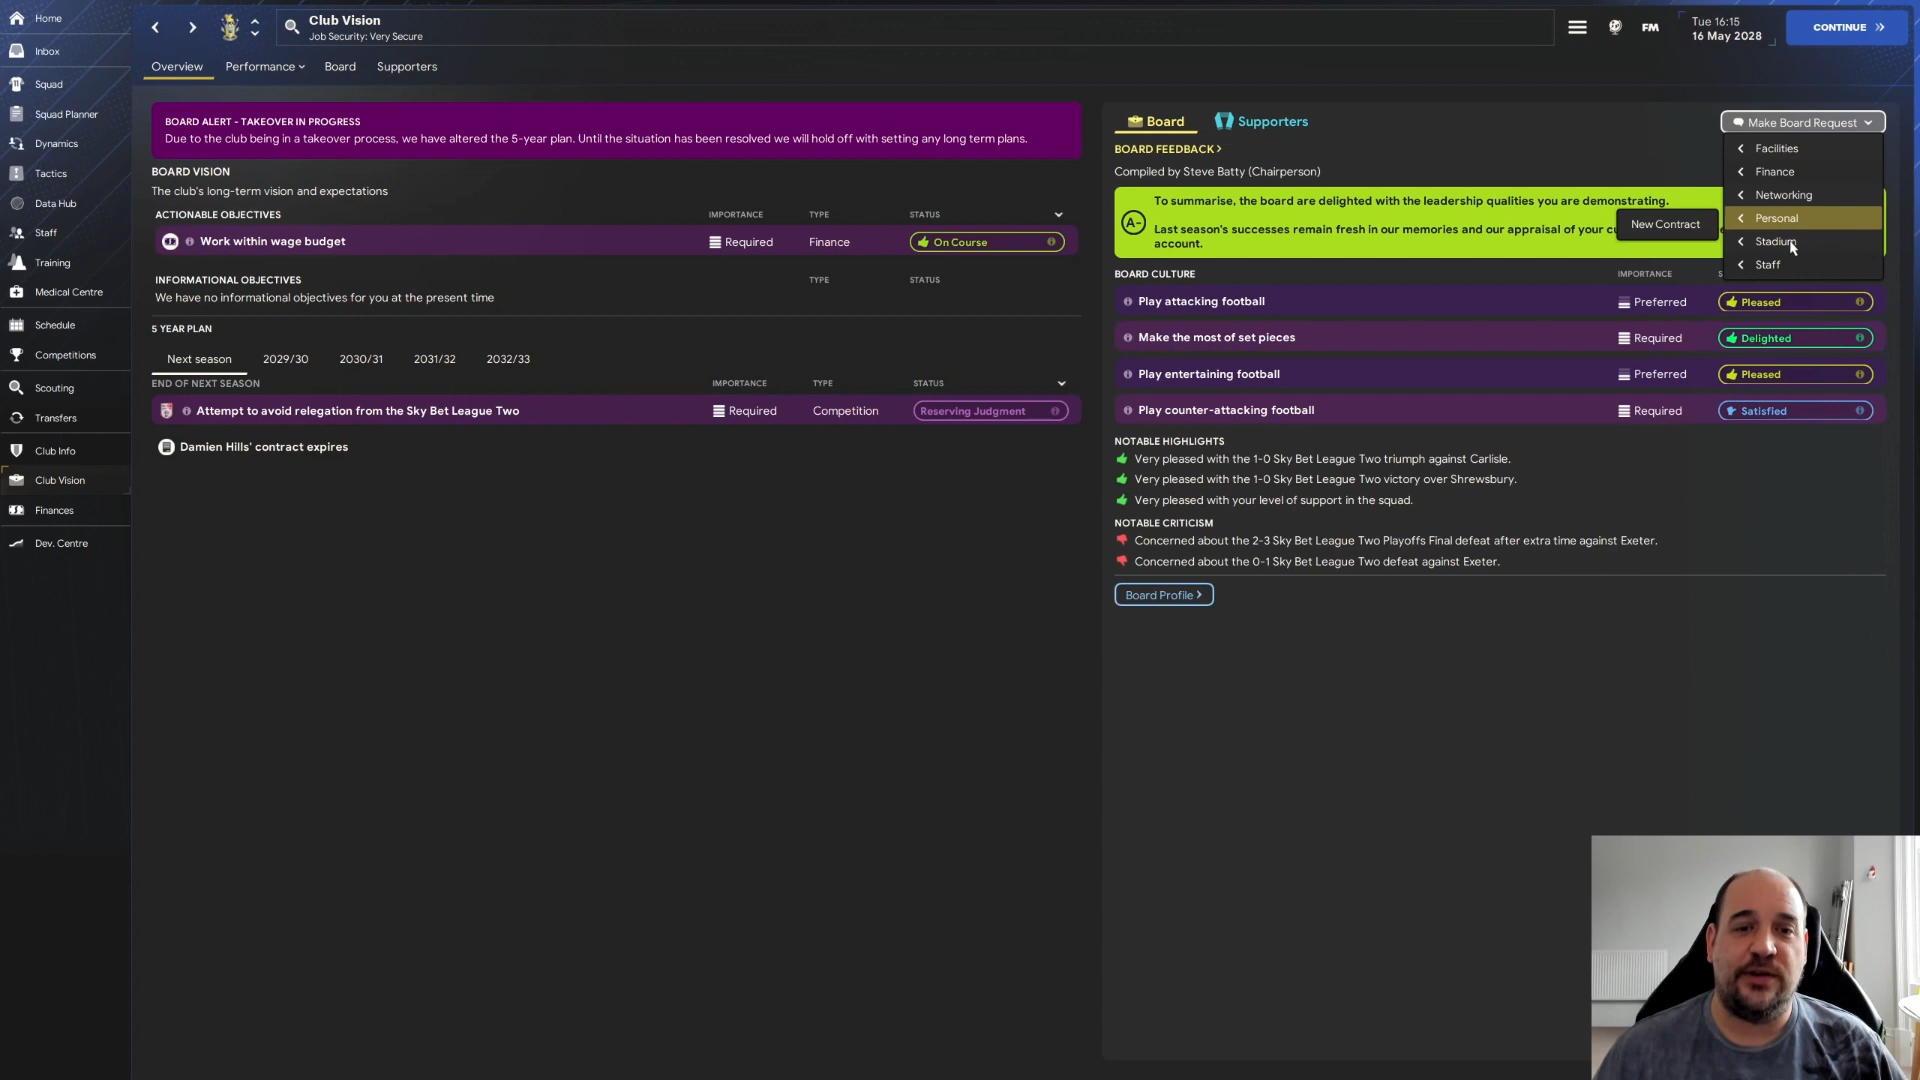 Home
Inbox
Squad
Squad Planner
Dynamics
Tactics
Data Hub
Staff
Training
Medical Centre
Schedule
Competitions
Scouting
Transfers
Club Info
Club Vision
Finances
Dev. Centre
Club Vision
Job Security: Very Secure
FM
Tue 16:15
16 May 2028
CONTINUE
Overview
Performance
Board
Supporters
BOARD ALERT - TAKEOVER IN PROGRESS
Due to the club being in a takeover process, we have altered the 5-year plan. Until the situation has been resolved we will hold off with setting any long term plans.
BOARD VISION
The club's long-term vision and expectations
ACTIONABLE OBJECTIVES IMPORTANCE TYPE STATUS
Work within wage budget Required Finance On Course
INFORMATIONAL OBJECTIVES TYPE STATUS
We have no informational objectives for you at the present time
5 YEAR PLAN
Next season 2029/30 2030/31 2031/32 2032/33
END OF NEXT SEASON IMPORTANCE TYPE STATUS
Attempt to avoid relegation from the Sky Bet League Two Required Competition Reserving Judgment
Damien Hills' contract expires
Board Supporters
Make Board Request
Facilities
Finance
Networking
Personal
Stadium
Staff
New Contract
BOARD FEEDBACK >
Compiled by Steve Batty (Chairperson)
A-
To summarise, the board are delighted with the leadership qualities you are demonstrating.
Last season's successes remain fresh in our memories and our appraisal of your
account.
BOARD CULTURE IMPORTANCE
Play attacking football Preferred Pleased
Make the most of set pieces Required Delighted
Play entertaining football Preferred Pleased
Play counter-attacking football Required Satisfied
NOTABLE HIGHLIGHTS
Very pleased with the 1-0 Sky Bet League Two triumph against Carlisle.
Very pleased with the 1-0 Sky Bet League Two victory over Shrewsbury.
Very pleased with your level of support in the squad.
NOTABLE CRITICISM
Concerned about the 2-3 Sky Bet League Two Playoffs Final defeat after extra time against Exeter.
Concerned about the 0-1 Sky Bet League Two defeat against Exeter.
Board Profile >